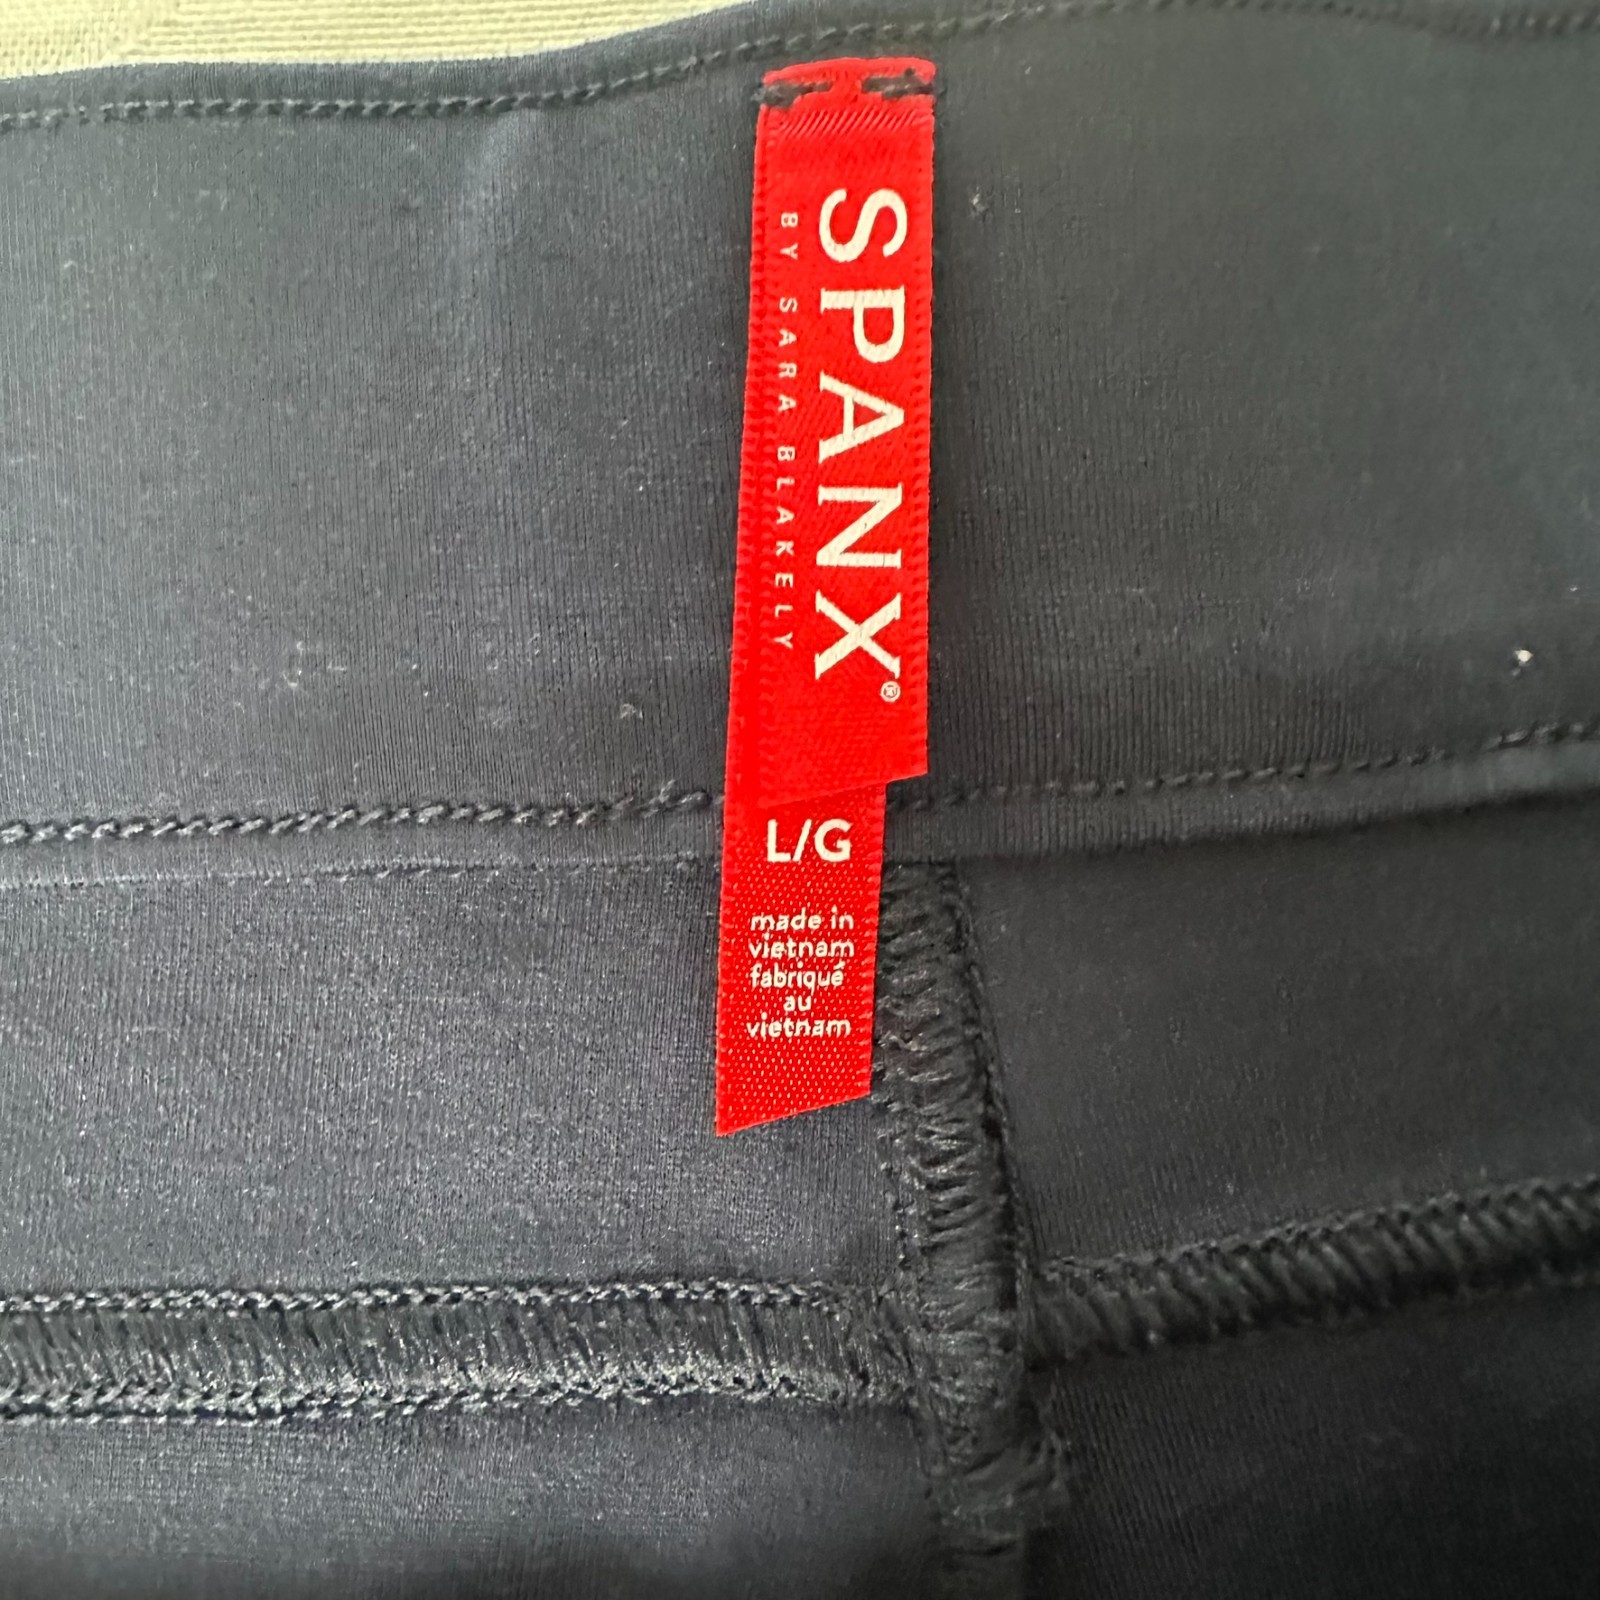 SPANX®
BY SARA BLAKELY
L/G
made in
vietnam
fabriqué
au
vietnam